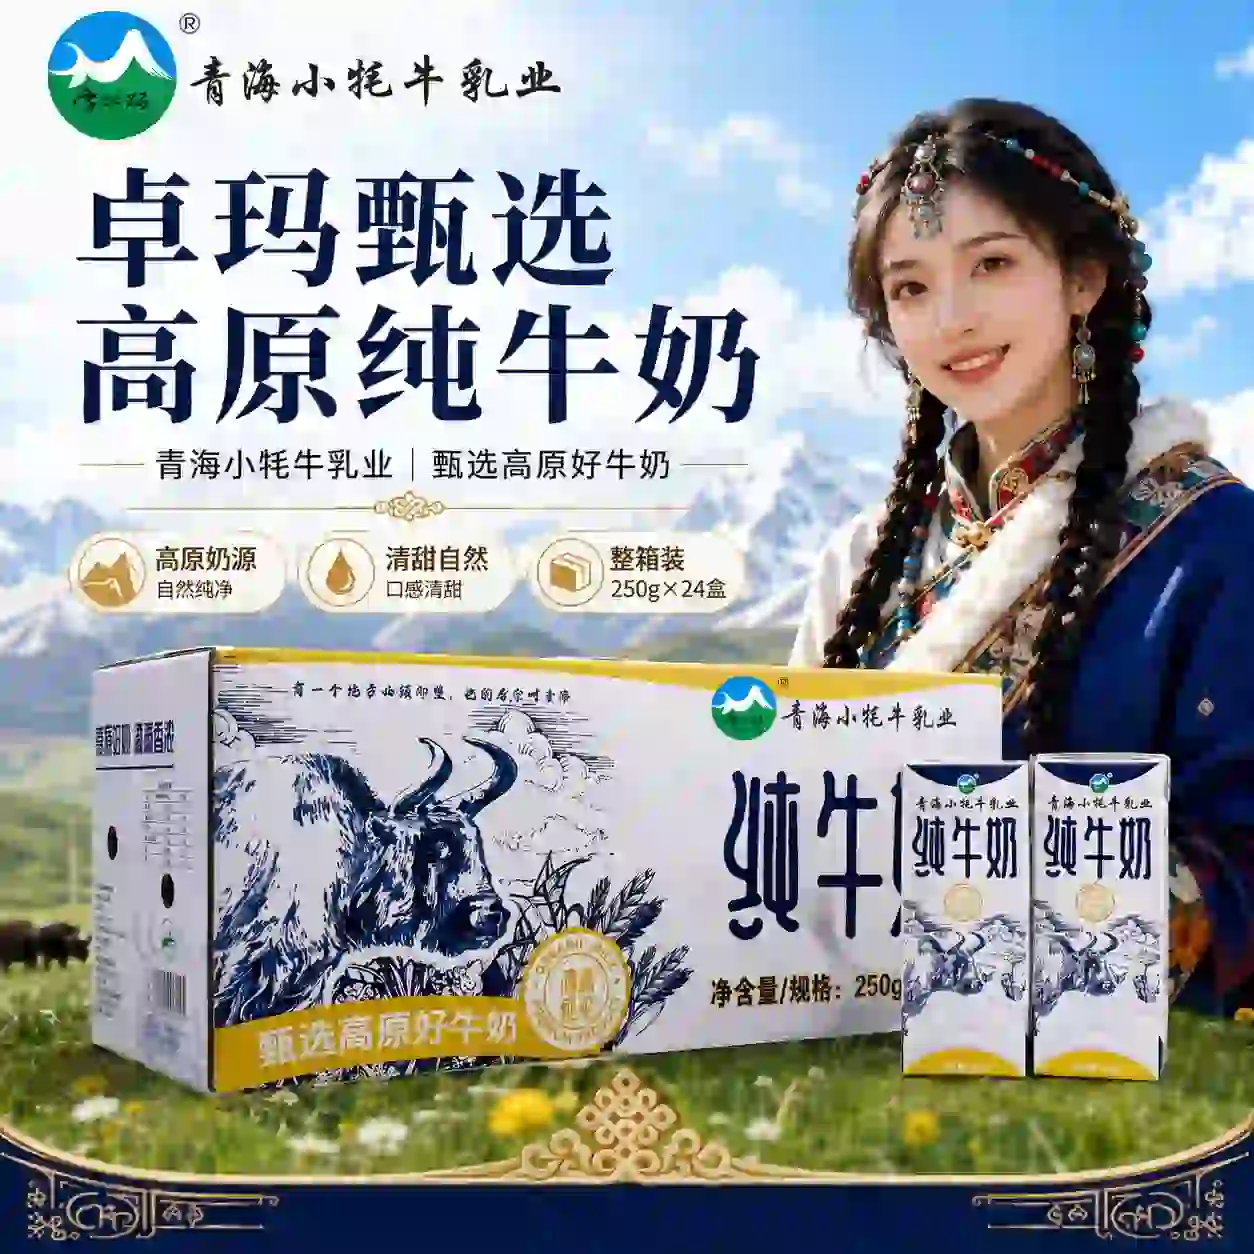 ®
青海小牦牛乳业
卓玛甄选
高原纯牛奶
青海小牦牛乳业｜甄选高原好牛奶
高原奶源
自然纯净
清甜自然
口感清甜
整箱装
250g×24盒
有一个地方
青海小牦牛乳业
纯牛
净含量/规格：250g
甄选高原好牛奶
青海小牦牛乳业
纯牛奶
青海小牦牛乳业
纯牛奶